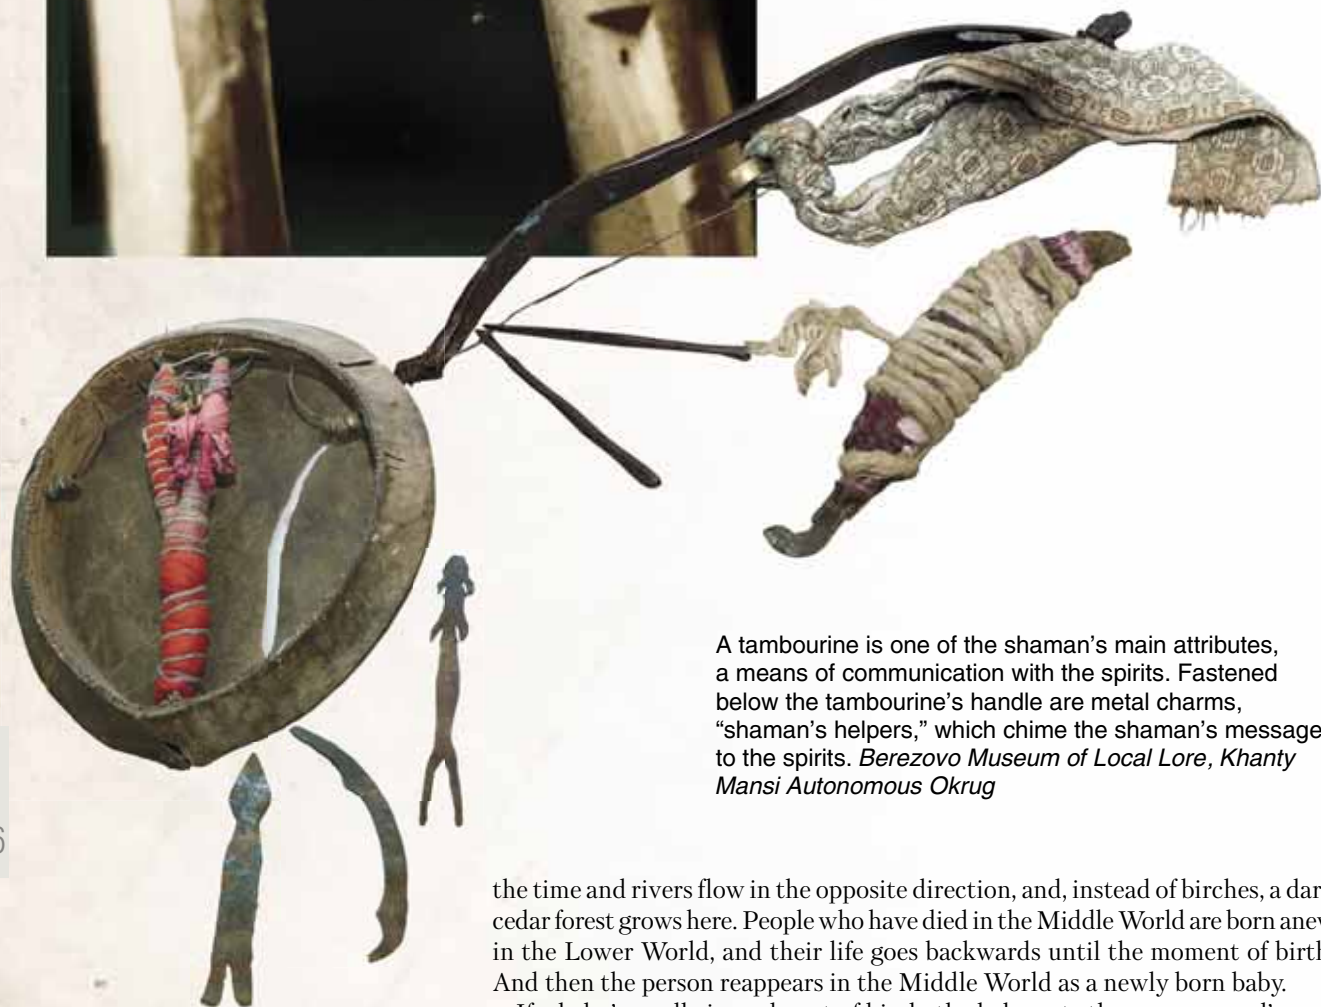 A tambourine is one of the shaman's main attributes,
a means of communication with the spirits. Fastened
below the tambourine's handle are metal charms,
“shaman's helpers,” which chime the shaman's message
to the spirits. Berezovo Museum of Local Lore, Khanty
Mansi Autonomous Okrug
the time and rivers flow in the opposite direction, and, instead of birches, a
cedar forest grows here. People who have died in the Middle World are born
in the Lower World, and their life goes backwards until the moment of
And then the person reappears in the Middle World as a newly born baby.